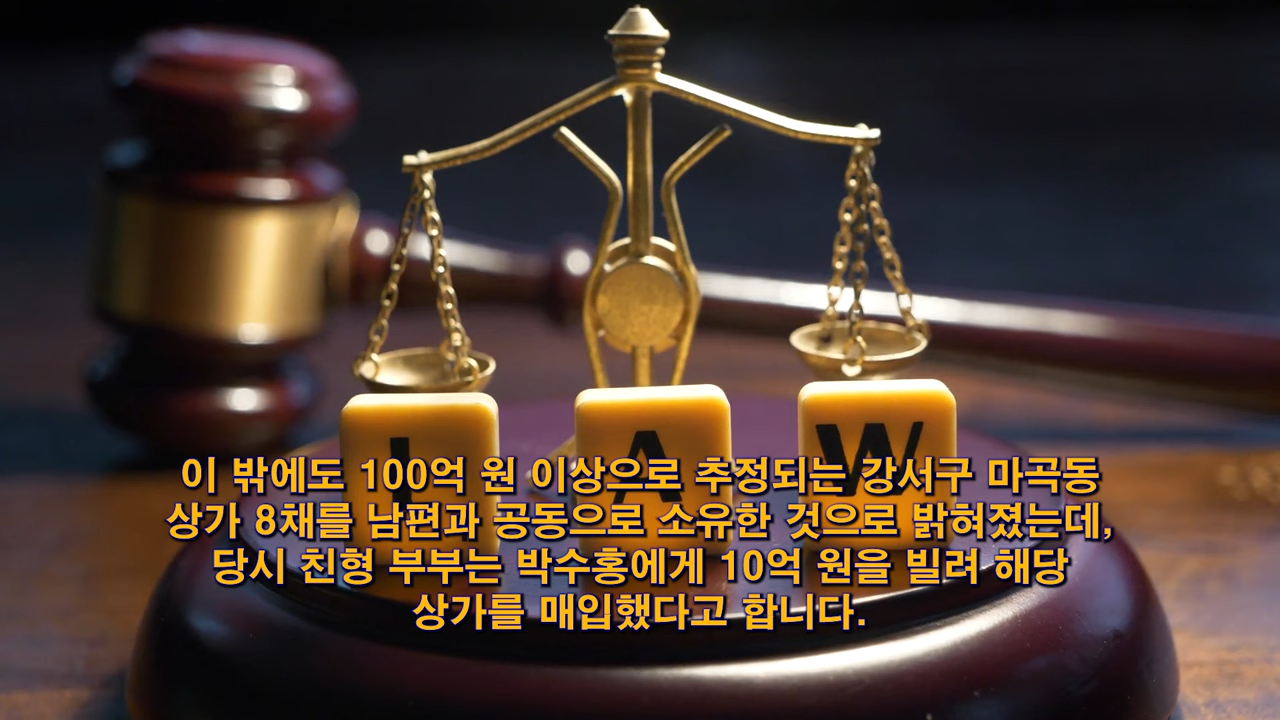 L A W
이 밖에도 100억 원 이상으로 추정되는 강서구 마곡동
상가 8채를 남편과 공동으로 소유한 것으로 밝혀졌는데,
당시 친형 부부는 박수홍에게 10억 원을 빌려 해당
상가를 매입했다고 합니다.